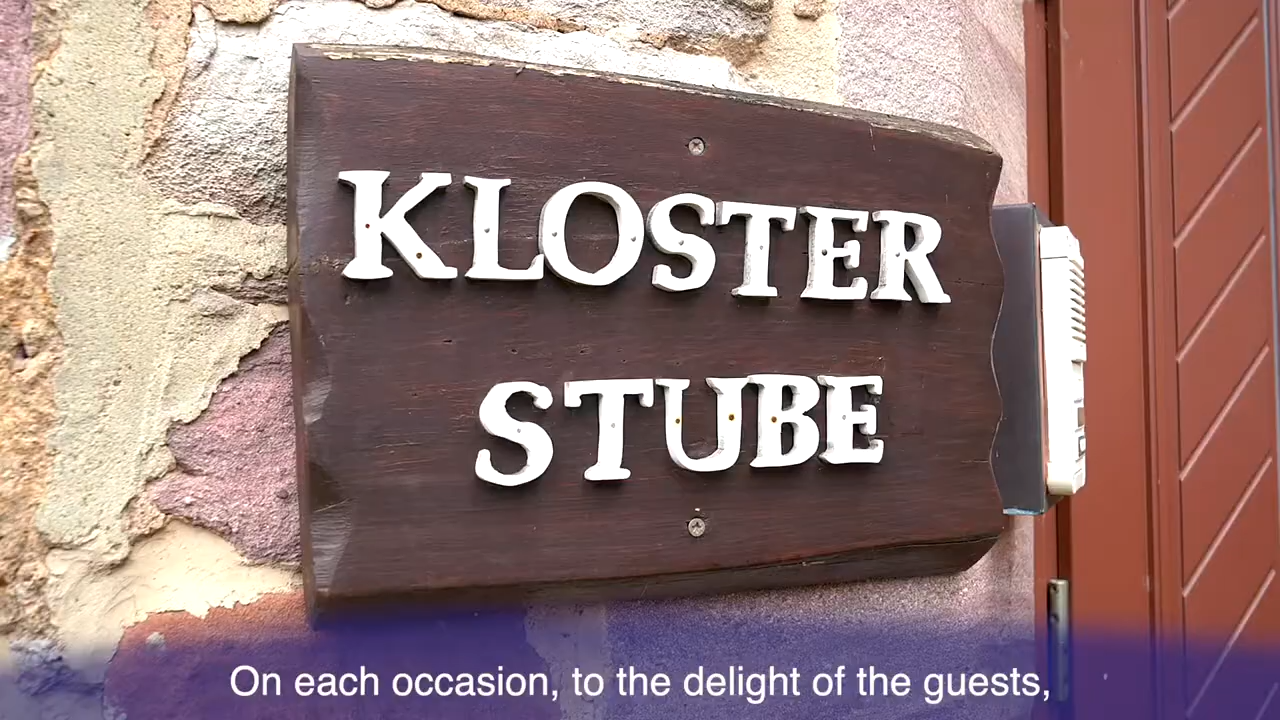 KLOSTER
STUBE
On each occasion, to the delight of the guests,